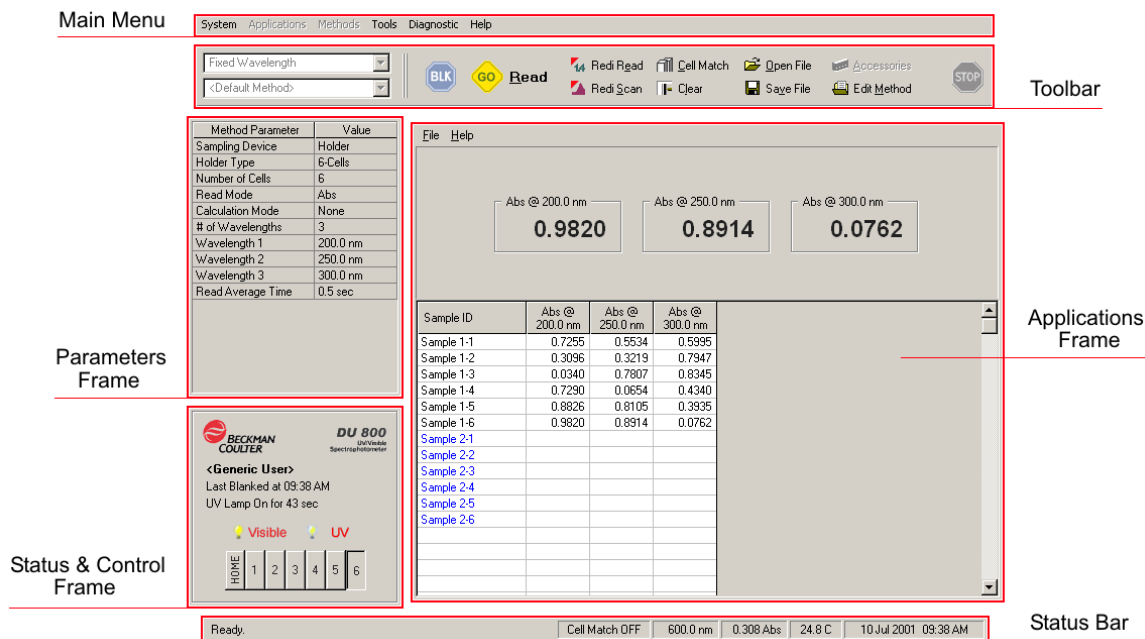 Main Menu
System Applications Methods Tools Diagnostic Help
Fixed Wavelength
<Default Method>
BLK
GO
Read
Redi Read
Cell Match
Open File
Accessories
Redi Scan
Clear
Save File
Edit Method
STOP
Toolbar
Method Parameter Value
Sampling Device Holder
Holder Type 6-Cells
Number of Cells 6
Read Mode Abs
Calculation Mode None
# of Wavelengths 3
Wavelength 1 200.0 nm
Wavelength 2 250.0 nm
Wavelength 3 300.0 nm
Read Average Time 0.5 sec
Parameters
Frame
File Help
Abs @ 200.0 nm
0.9820
Abs @ 250.0 nm
0.8914
Abs @ 300.0 nm
0.0762
Sample ID Abs @ 200.0 nm Abs @ 250.0 nm Abs @ 300.0 nm
Sample 1-1 0.7255 0.5534 0.5995
Sample 1-2 0.3096 0.3219 0.7947
Sample 1-3 0.0340 0.7807 0.8345
Sample 1-4 0.7290 0.0654 0.4340
Sample 1-5 0.8826 0.8105 0.3935
Sample 1-6 0.9820 0.8914 0.0762
Sample 2-1
Sample 2-2
Sample 2-3
Sample 2-4
Sample 2-5
Sample 2-6
Applications
Frame
BECKMAN
COULTER
DU 800
UV/Visible
Spectrophotometer
<Generic User>
Last Blanked at 09:38 AM
UV Lamp On for 43 sec
Visible UV
HOME 1 2 3 4 5 6
Status & Control
Frame
Ready. Cell Match OFF 600.0 nm 0.308 Abs 24.8 C 10 Jul 2001 09:38 AM
Status Bar